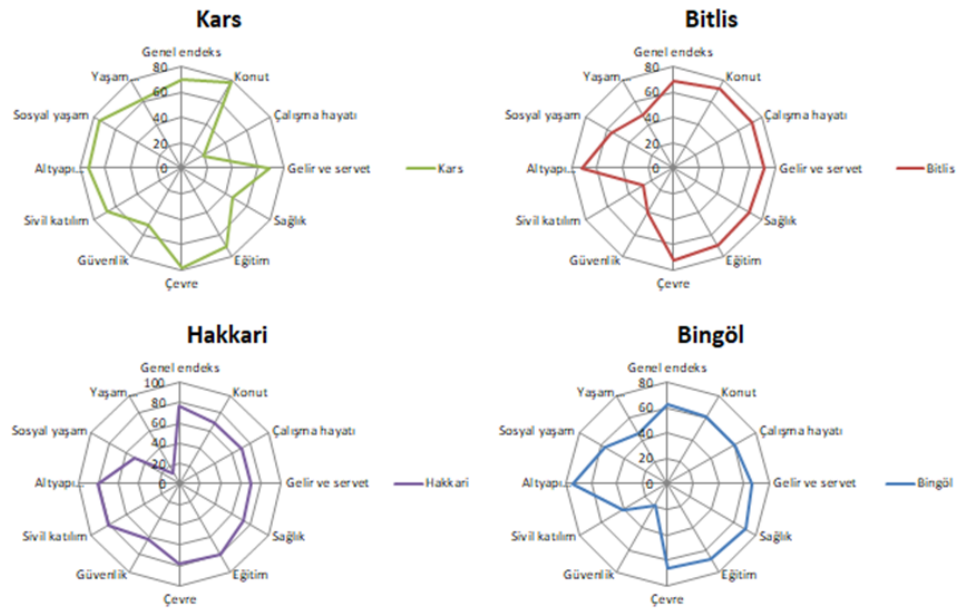 Kars
Genel endeks
Konut
Çalışma hayatı
Gelir ve servet
Sağlık
Eğitim
Çevre
Güvenlik
Sivil katılım
Altyapı...
Sosyal yaşam
Yaşam...
80
60
40
20
0
Kars
Bitlis
Genel endeks
Konut
Çalışma hayatı
Gelir ve servet
Sağlık
Eğitim
Çevre
Güvenlik
Sivil katılım
Altyapı...
Sosyal yaşam
Yaşam...
80
60
40
20
0
Bitlis
Hakkari
Genel endeks
Konut
Çalışma hayatı
Gelir ve servet
Sağlık
Eğitim
Çevre
Güvenlik
Sivil katılım
Altyapı...
Sosyal yaşam
Yaşam...
100
80
60
40
20
0
Hakkari
Bingöl
Genel endeks
Konut
Çalışma hayatı
Gelir ve servet
Sağlık
Eğitim
Çevre
Güvenlik
Sivil katılım
Altyapı...
Sosyal yaşam
Yaşam...
80
60
40
20
0
Bingöl